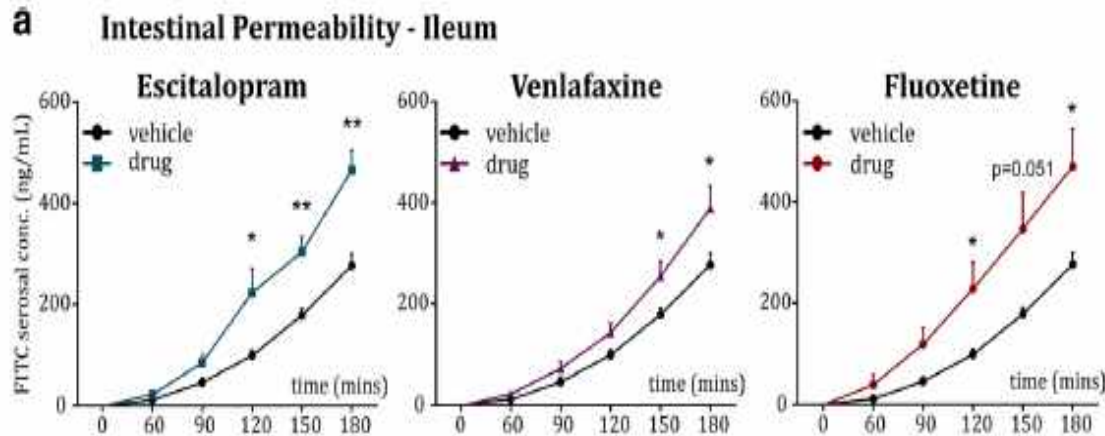 a
Intestinal Permeability - Ileum
Escitalopram
Venlafaxine
Fluoxetine
FITC serosal conc. (ng/mL)
600
400
200
0
vehicle
drug
*
**
**
time (mins)
0 60 90 120 150 180
600
400
200
0
vehicle
drug
*
*
time (mins)
0 60 90 120 150 180
600
400
200
0
vehicle
drug
*
p=0.051
*
time (mins)
0 60 90 120 150 180